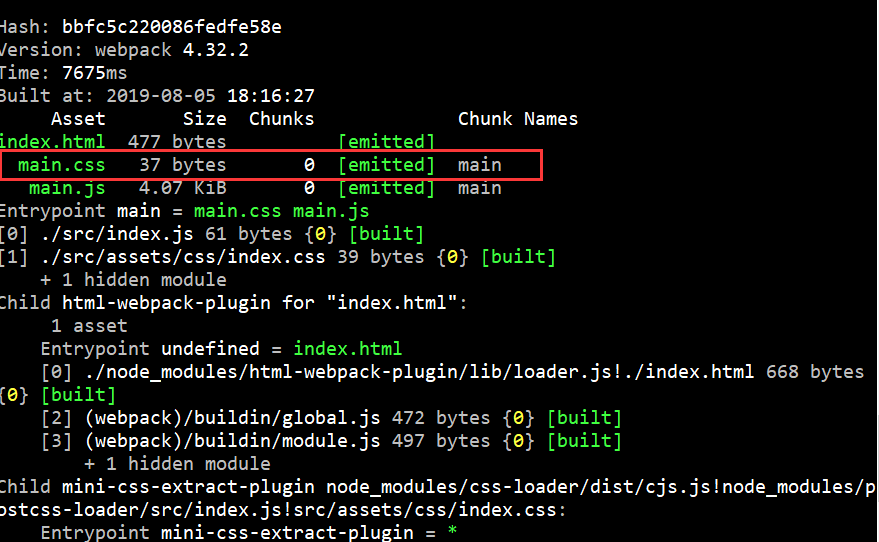 Hash: bbfc5c220086fedfe58e
Version: webpack 4.32.2
Time: 7675ms
Built at: 2019-08-05 18:16:27
Asset Size Chunks Chunk Names
index.html 477 bytes [emitted]
main.css 37 bytes 0 [emitted] main
main.js 4.07 KiB 0 [emitted] main
Entrypoint main = main.css main.js
[0] ./src/index.js 61 bytes {0} [built]
[1] ./src/assets/css/index.css 39 bytes {0} [built]
+ 1 hidden module
Child html-webpack-plugin for "index.html":
1 asset
Entrypoint undefined = index.html
[0] ./node_modules/html-webpack-plugin/lib/loader.js!./index.html 668 bytes
{0} [built]
[2] (webpack)/buildin/global.js 472 bytes {0} [built]
[3] (webpack)/buildin/module.js 497 bytes {0} [built]
+ 1 hidden module
Child mini-css-extract-plugin node_modules/css-loader/dist/cjs.js!node_modules/p
ostcss-loader/src/index.js!src/assets/css/index.css:
Entrypoint mini-css-extract-plugin = *